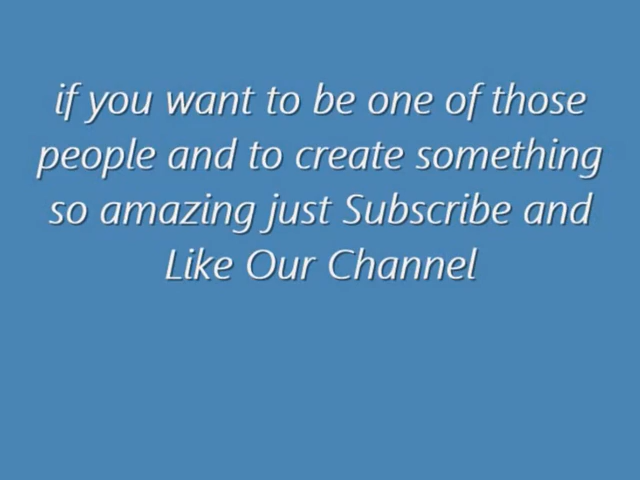 if you want to be one of those
people and to create something
so amazing just Subscribe and
Like Our Channel